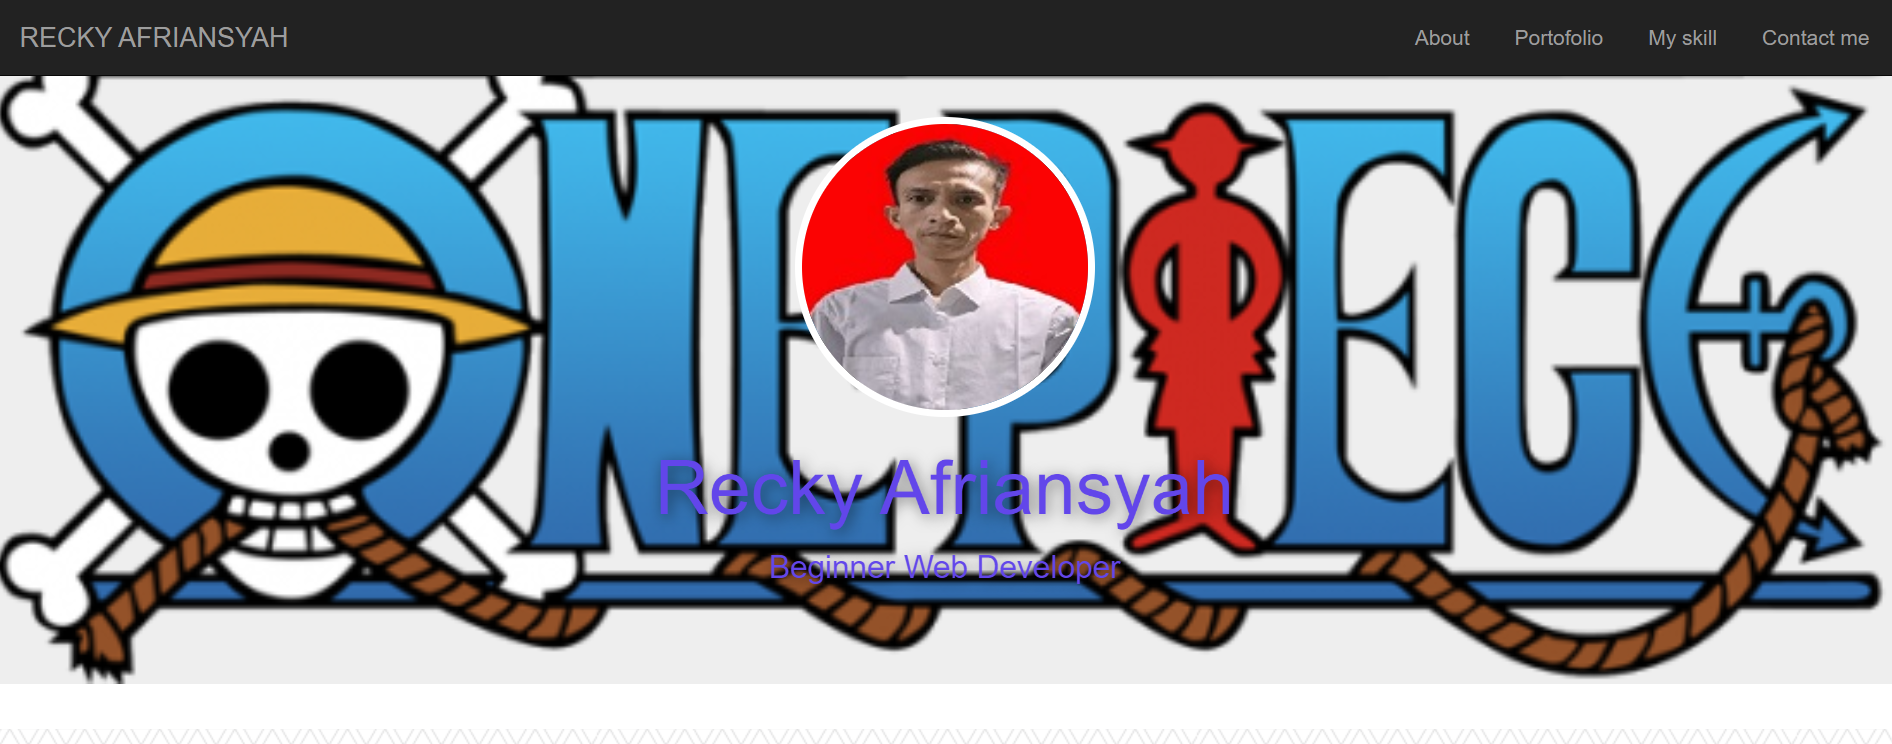 RECKY AFRIANSYAH
About
Portofolio
My skill
Contact me
ONE PIECE
Recky Afriansyah
Beginner Web Developer